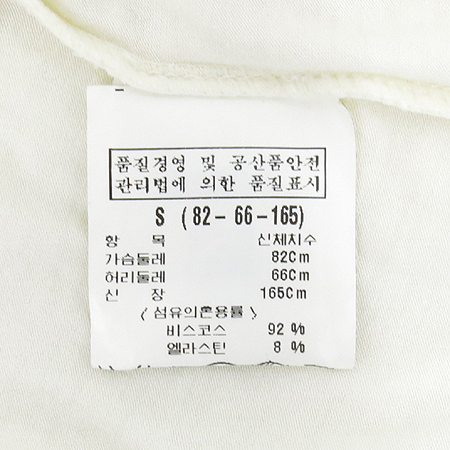 품질경영 및 공산품안전
관리법에 의한 품질표시
S (82-66-165)
항 목 신체치수
가슴둘레 82Cm
허리둘레 66Cm
신 장 165Cm
〈 섬유의혼용률 〉
비스코스 92 %
엘라스틴 8 %